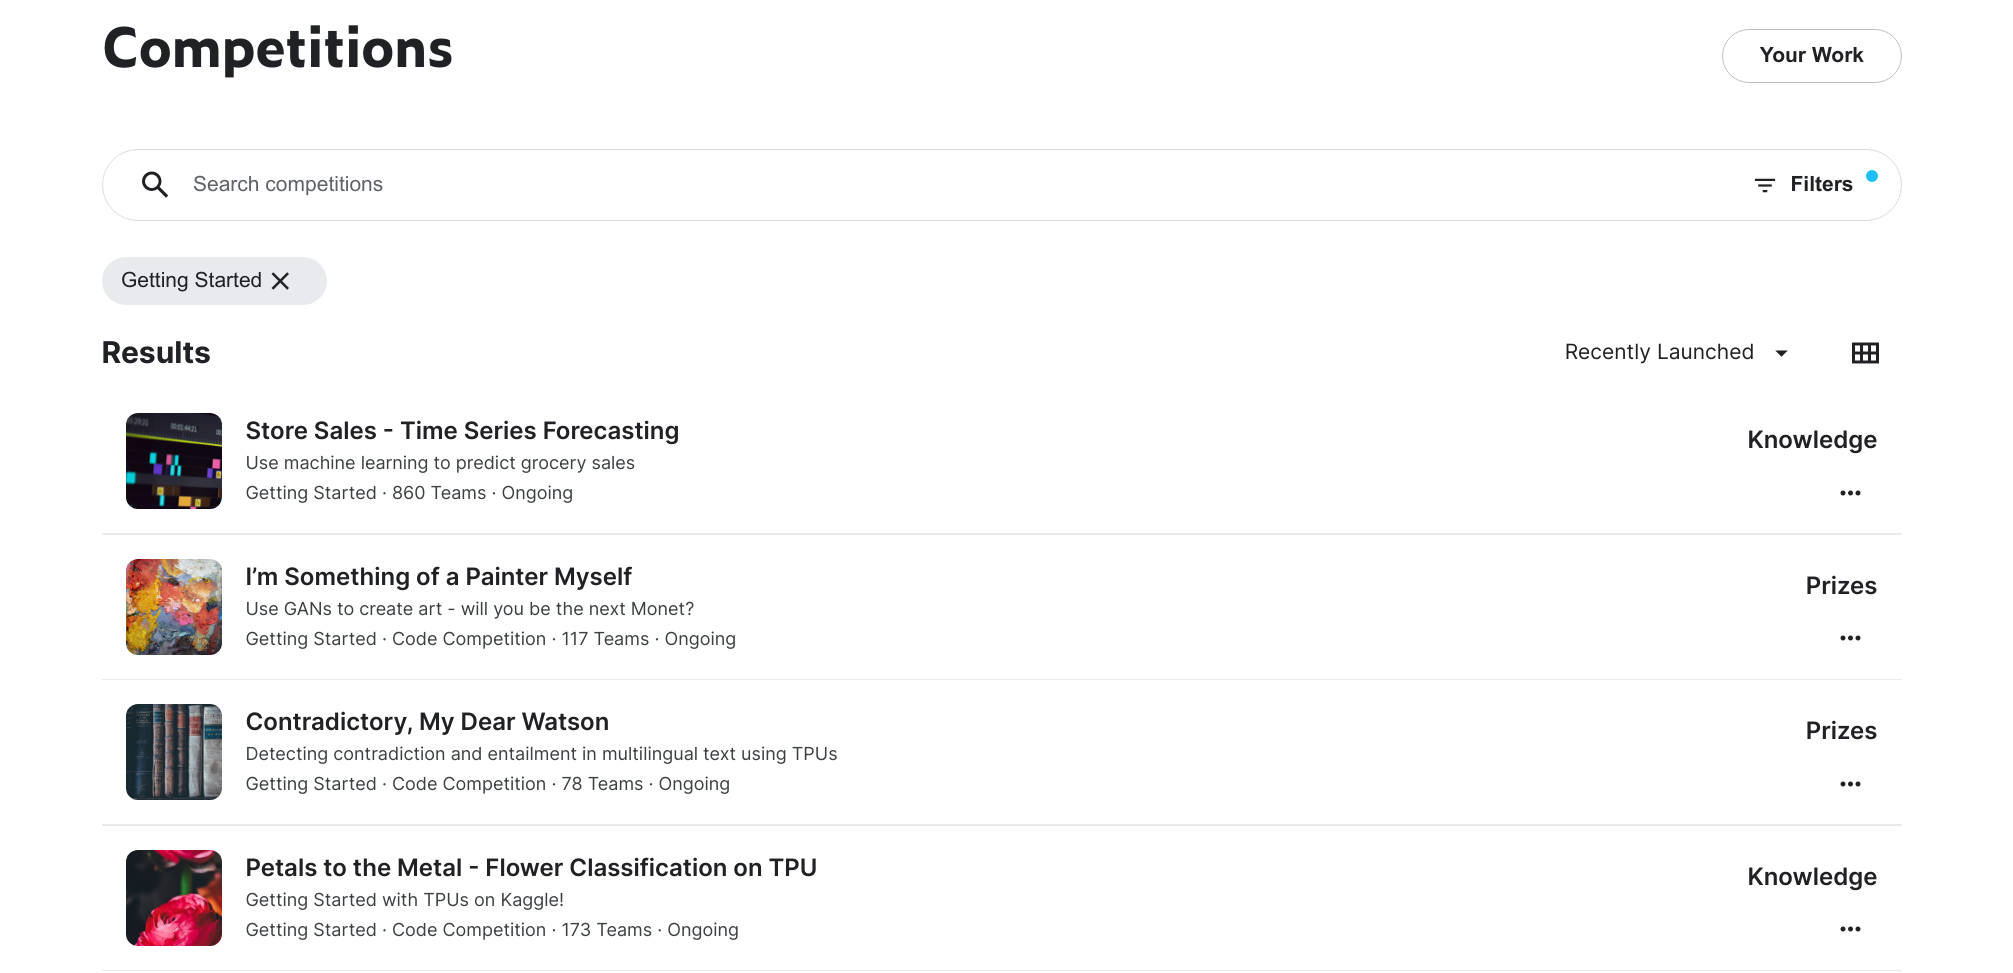 Competitions
Your Work
Search competitions
Filters
Getting Started
Results
Recently Launched
Store Sales - Time Series Forecasting
Knowledge
Use machine learning to predict grocery sales
Getting Started · 860 Teams · Ongoing
I’m Something of a Painter Myself
Prizes
Use GANs to create art - will you be the next Monet?
Getting Started · Code Competition · 117 Teams · Ongoing
Contradictory, My Dear Watson
Prizes
Detecting contradiction and entailment in multilingual text using TPUs
Getting Started · Code Competition · 78 Teams · Ongoing
Petals to the Metal - Flower Classification on TPU
Knowledge
Getting Started with TPUs on Kaggle!
Getting Started · Code Competition · 173 Teams · Ongoing